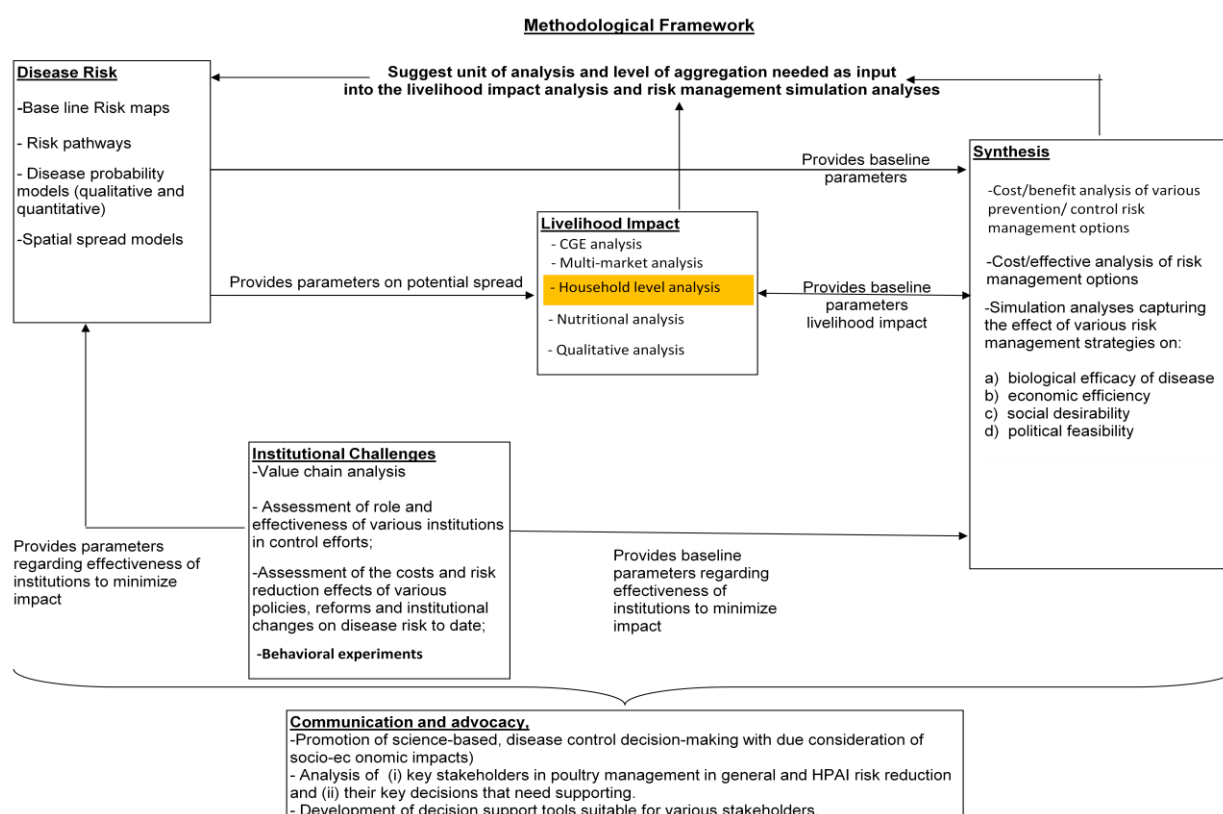 Methodological Framework
Disease Risk
-Base line Risk maps
- Risk pathways
- Disease probability
models (qualitative and
quantitative)
-Spatial spread models
Suggest unit of analysis and level of aggregation needed as input
into the livelihood impact analysis and risk management simulation analyses
Provides baseline
parameters
Synthesis
-Cost/benefit analysis of various
prevention/ control risk
management options
-Cost/effective analysis of risk
management options
-Simulation analyses capturing
the effect of various risk
management strategies on:
a) biological efficacy of disease
b) economic efficiency
c) social desirability
d) political feasibility
Livelihood Impact
- CGE analysis
- Multi-market analysis
- Household level analysis
- Nutritional analysis
- Qualitative analysis
Provides parameters on potential spread
Provides baseline
parameters
livelihood impact
Institutional Challenges
-Value chain analysis
- Assessment of role and
effectiveness of various institutions
in control efforts;
-Assessment of the costs and risk
reduction effects of various
policies, reforms and institutional
changes on disease risk to date;
-Behavioral experiments
Provides parameters
regarding effectiveness of
institutions to minimize
impact
Provides baseline
parameters regarding
effectiveness of
institutions to minimize
impact
Communication and advocacy,
-Promotion of science-based, disease control decision-making with due consideration of
socio-ec onomic impacts)
- Analysis of (i) key stakeholders in poultry management in general and HPAI risk reduction
and (ii) their key decisions that need supporting.
- Development of decision support tools suitable for various stakeholders.